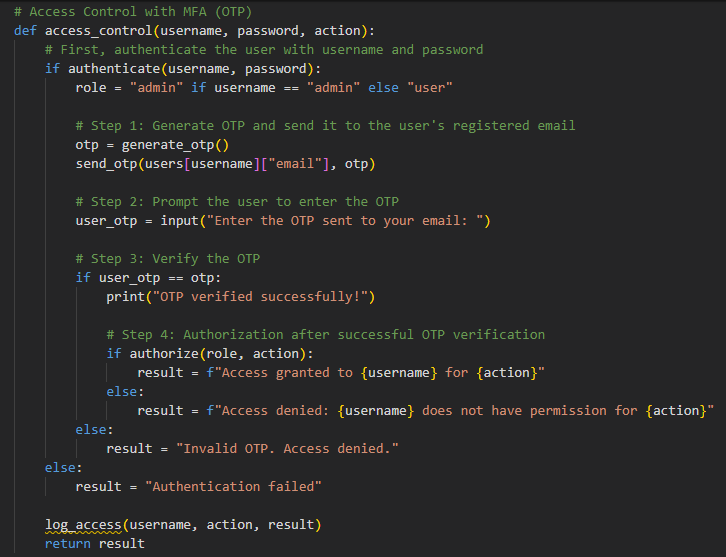 # Access Control with MFA (OTP)
def access_control(username, password, action):
    # First, authenticate the user with username and password
    if authenticate(username, password):
        role = "admin" if username == "admin" else "user"

        # Step 1: Generate OTP and send it to the user's registered email
        otp = generate_otp()
        send_otp(users[username]["email"], otp)

        # Step 2: Prompt the user to enter the OTP
        user_otp = input("Enter the OTP sent to your email: ")

        # Step 3: Verify the OTP
        if user_otp == otp:
            print("OTP verified successfully!")

            # Step 4: Authorization after successful OTP verification
            if authorize(role, action):
                result = f"Access granted to {username} for {action}"
            else:
                result = f"Access denied: {username} does not have permission for {action}"
        else:
            result = "Invalid OTP. Access denied."
    else:
        result = "Authentication failed"

    log_access(username, action, result)
    return result